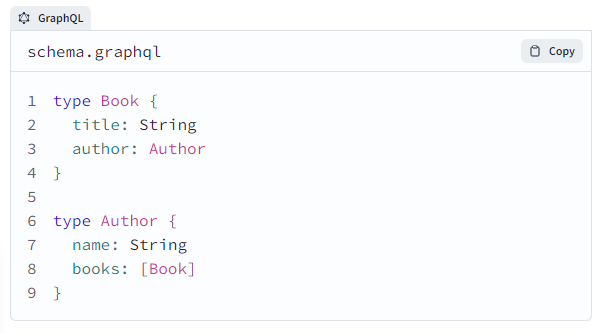 GraphQL
schema.graphql
Copy
1 type Book {
2   title: String
3   author: Author
4 }
5
6 type Author {
7   name: String
8   books: [Book]
9 }